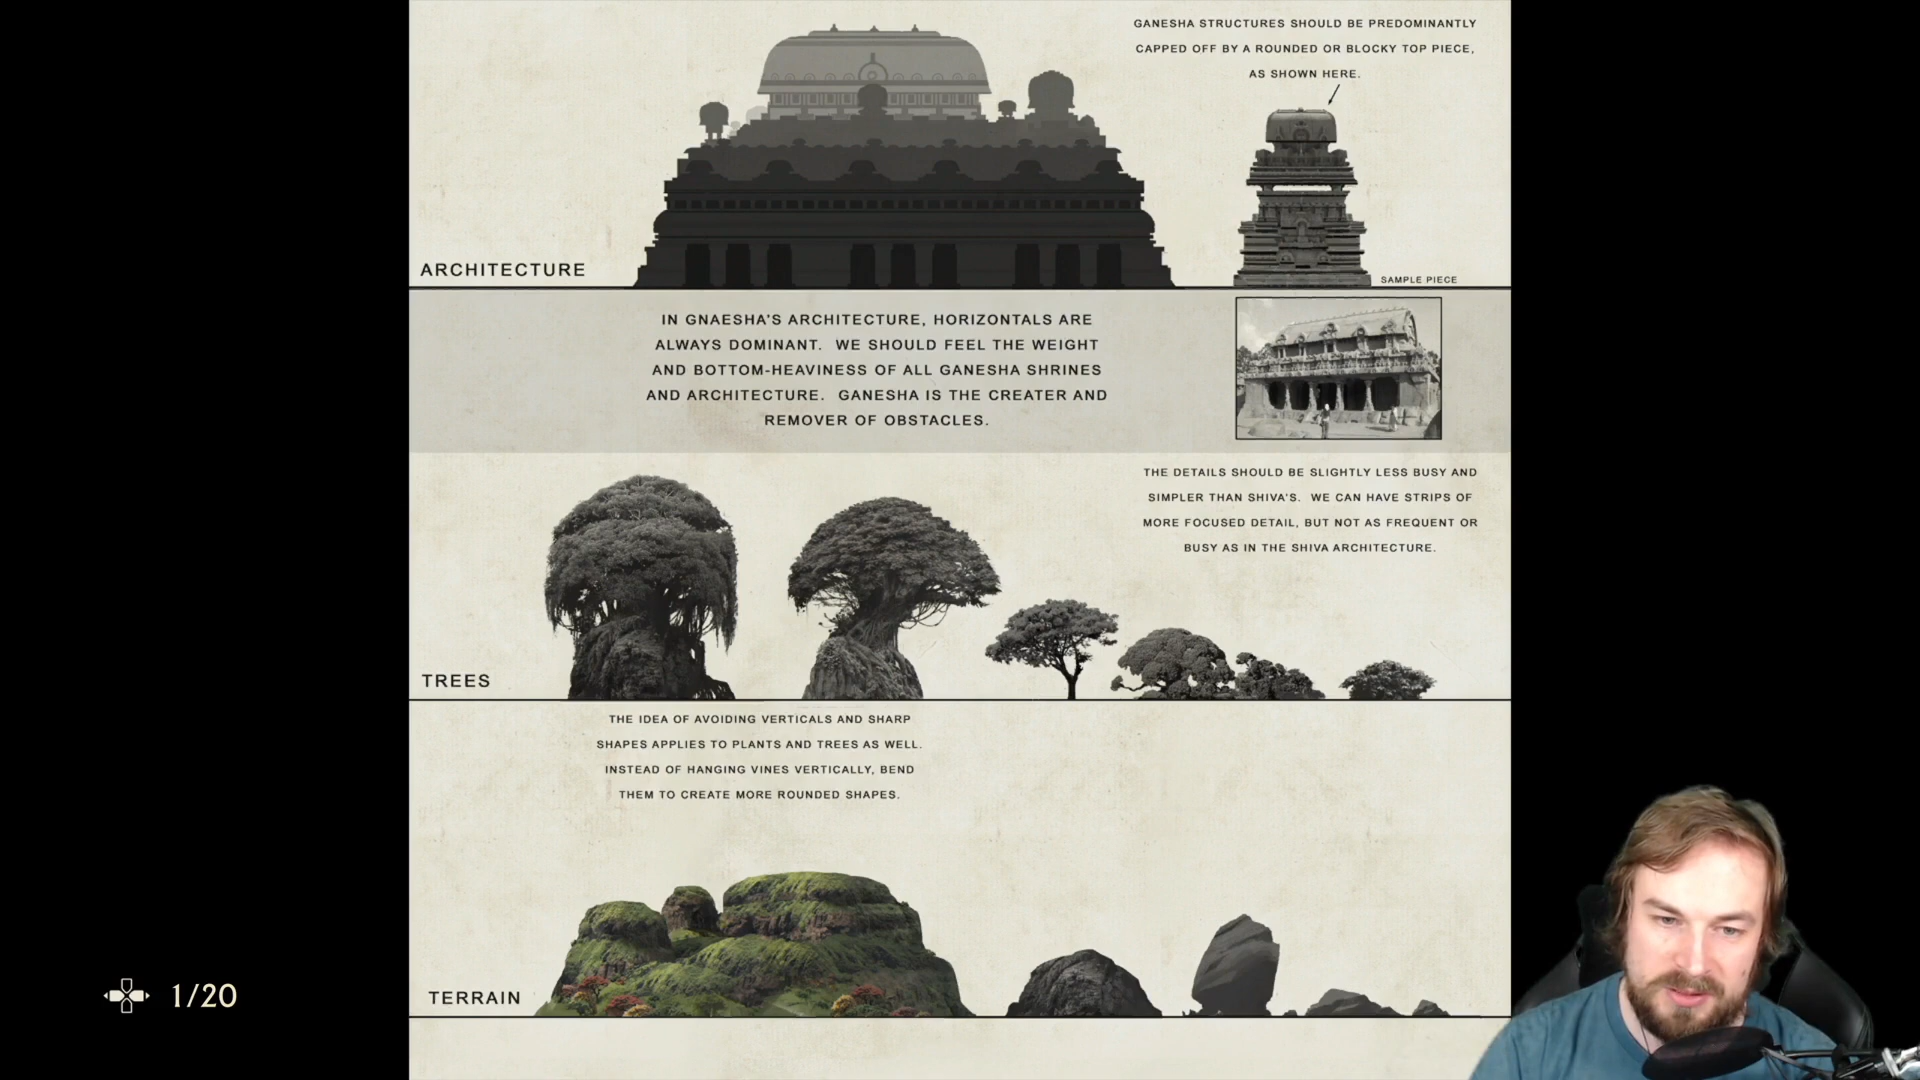 GANESHA STRUCTURES SHOULD BE PREDOMINANTLY
CAPPED OFF BY A ROUNDED OR BLOCKY TOP PIECE,
AS SHOWN HERE.
ARCHITECTURE
SAMPLE PIECE
IN GNAESHA'S ARCHITECTURE, HORIZONTALS ARE
ALWAYS DOMINANT. WE SHOULD FEEL THE WEIGHT
AND BOTTOM-HEAVINESS OF ALL GANESHA SHRINES
AND ARCHITECTURE. GANESHA IS THE CREATER AND
REMOVER OF OBSTACLES.
THE DETAILS SHOULD BE SLIGHTLY LESS BUSY AND
SIMPLER THAN SHIVA'S. WE CAN HAVE STRIPS OF
MORE FOCUSED DETAIL, BUT NOT AS FREQUENT OR
BUSY AS IN THE SHIVA ARCHITECTURE.
TREES
THE IDEA OF AVOIDING VERTICALS AND SHARP
SHAPES APPLIES TO PLANTS AND TREES AS WELL.
INSTEAD OF HANGING VINES VERTICALLY, BEND
THEM TO CREATE MORE ROUNDED SHAPES.
TERRAIN
1/20